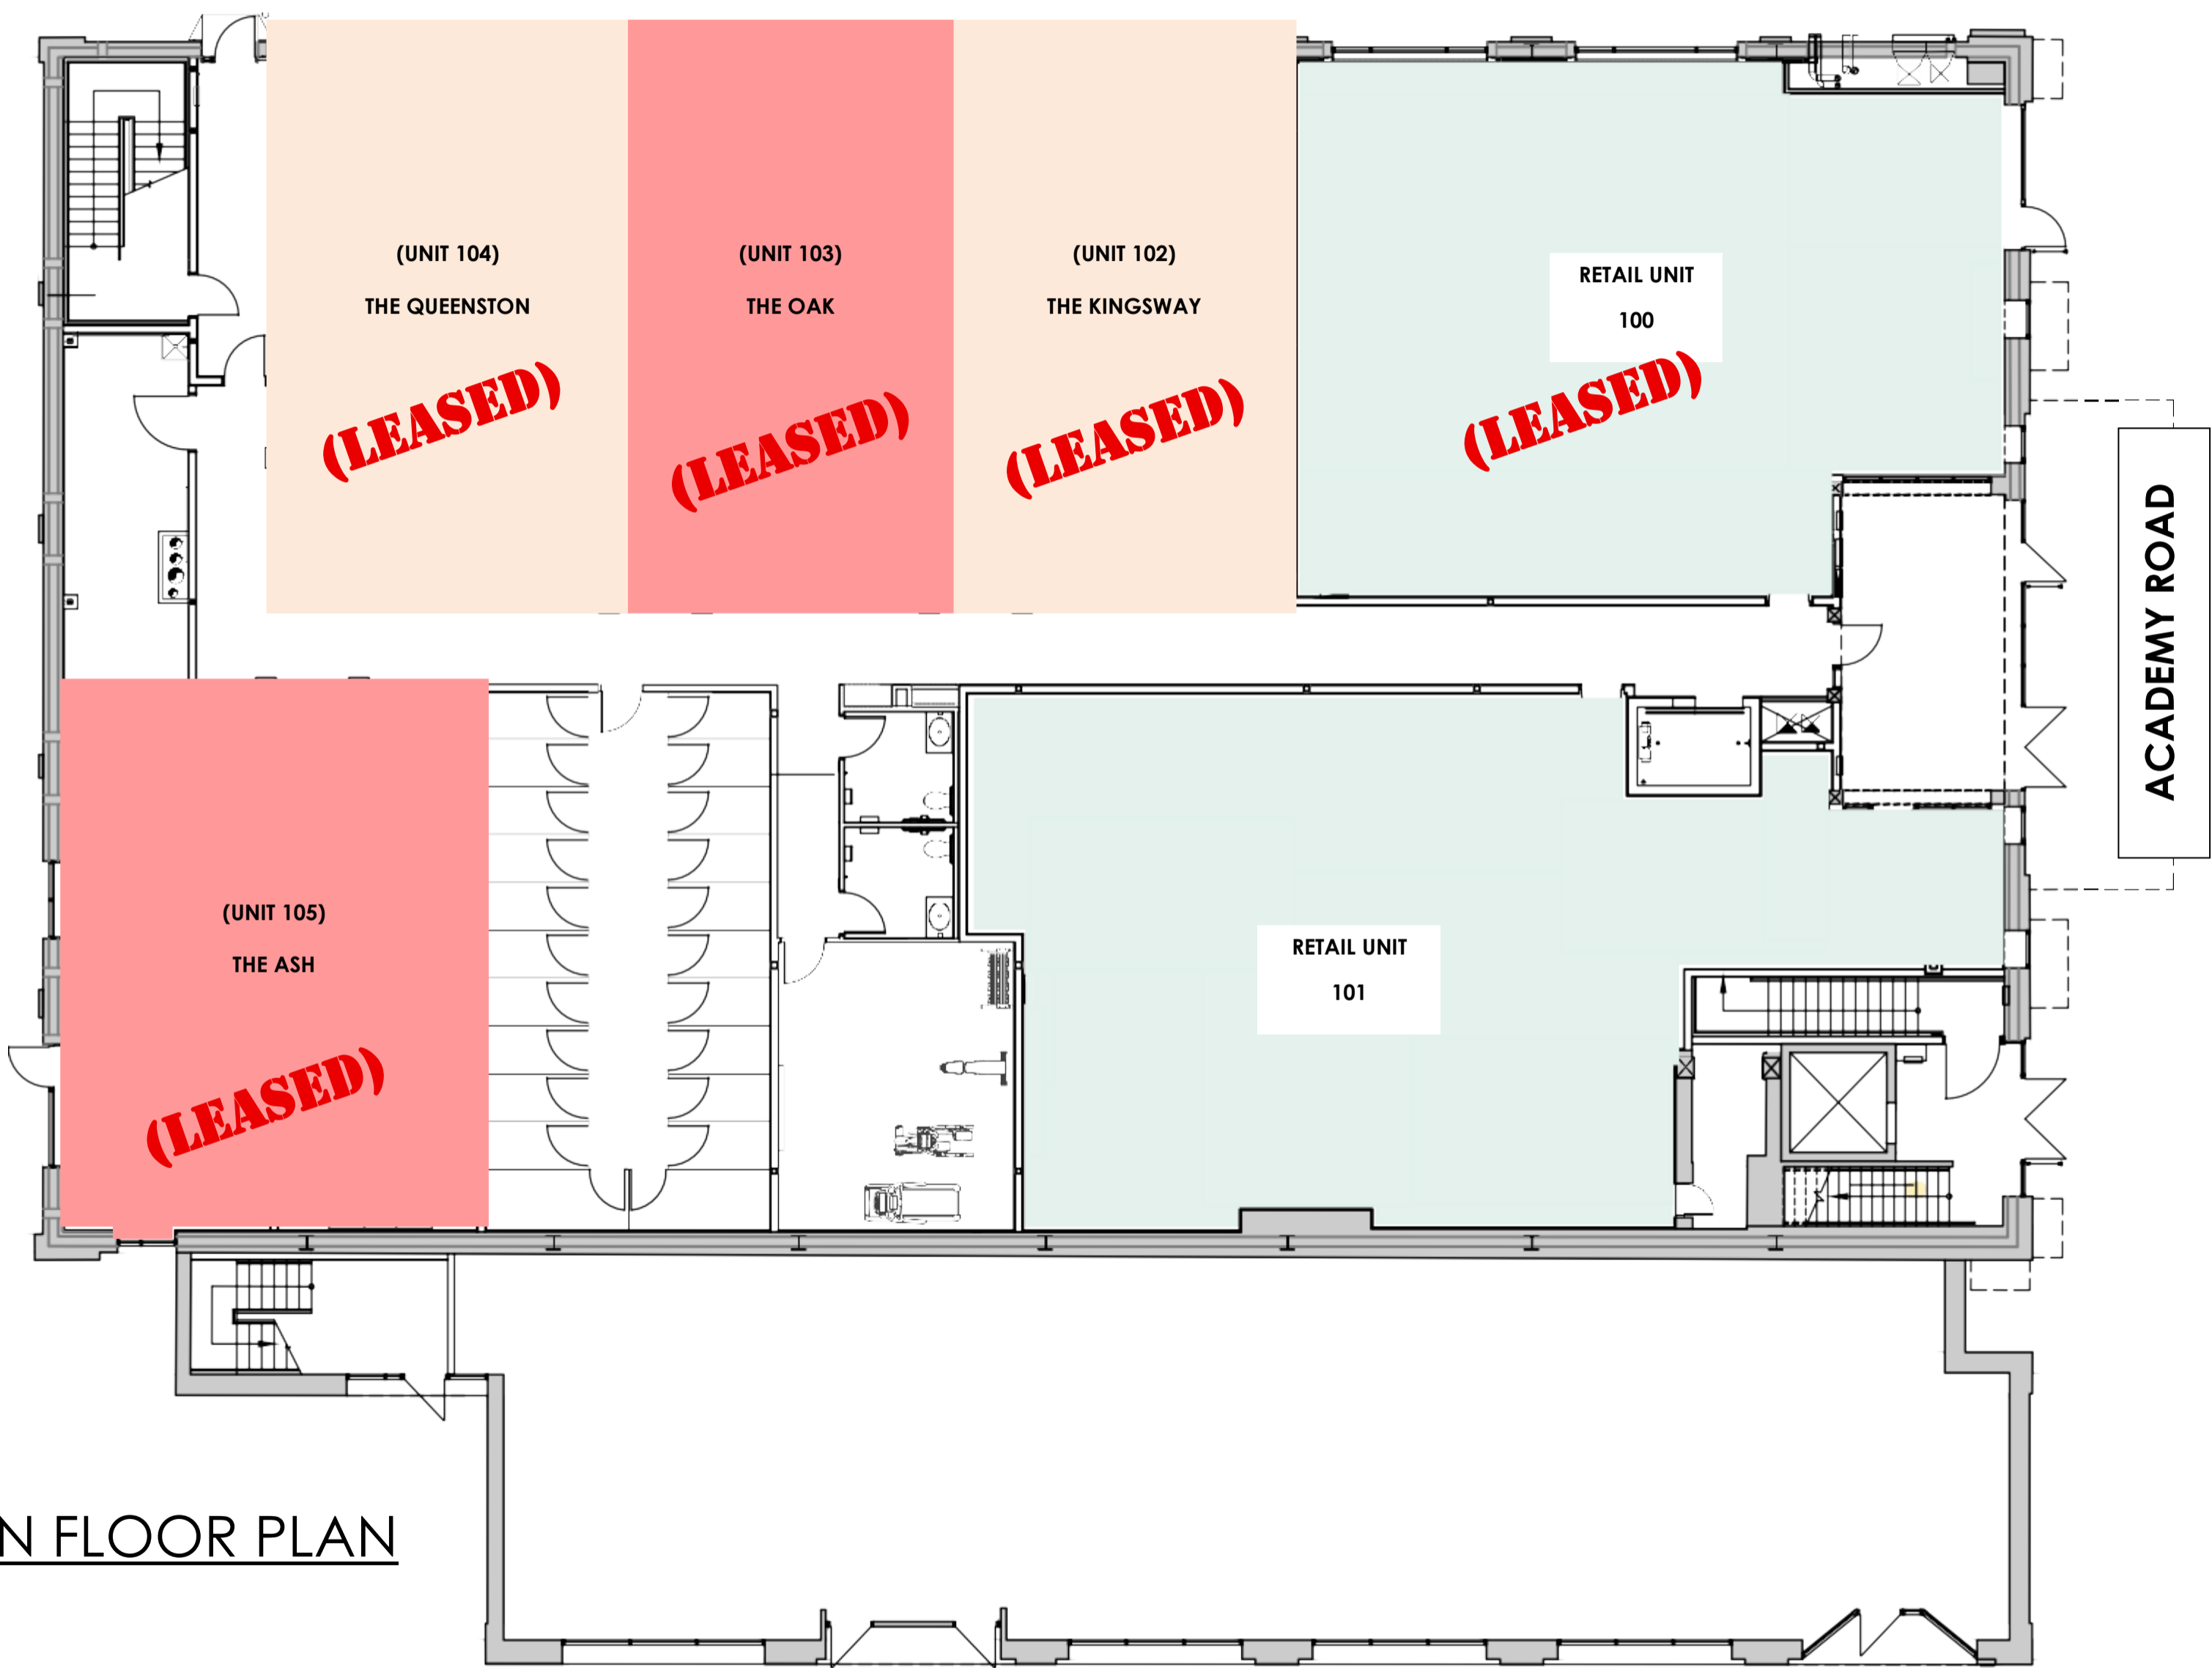 (UNIT 104)
THE QUEENSTON
(LEASED)
(UNIT 103)
THE OAK
(LEASED)
(UNIT 102)
THE KINGSWAY
(LEASED)
RETAIL UNIT
100
(LEASED)
ACADEMY ROAD
(UNIT 105)
THE ASH
(LEASED)
RETAIL UNIT
101
N FLOOR PLAN